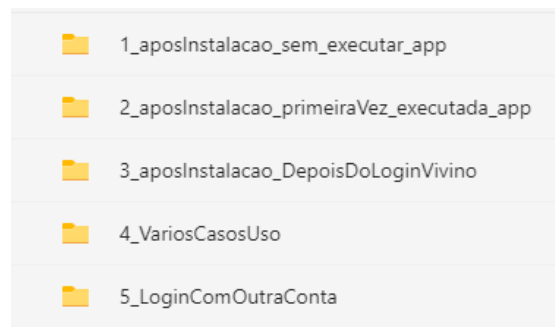 1_aposInstalacao_sem_executar_app
2_aposInstalacao_primeiraVez_executada_app
3_aposInstalacao_DepoisDoLoginVivino
4_VariosCasosUso
5_LoginComOutraConta